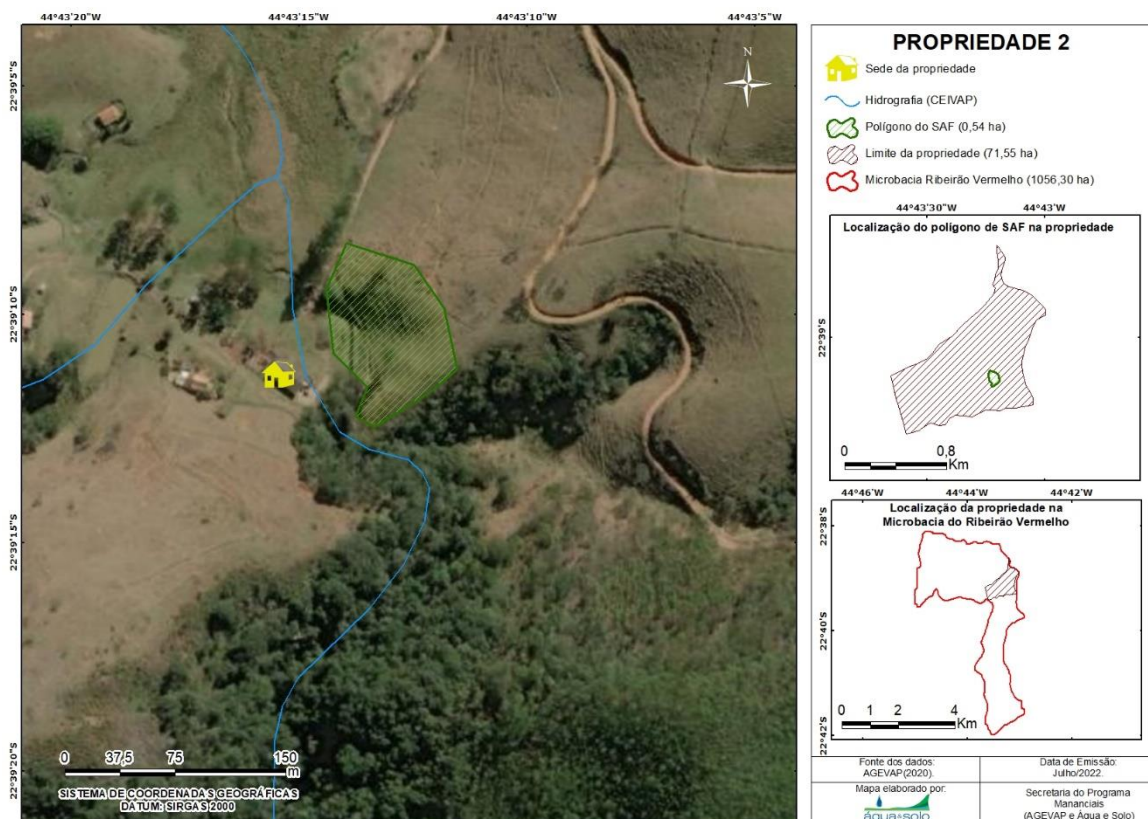 44°43'20"W
44°43'15"W
44°43'10"W
44°43'5"W
22°39'5"S
22°39'10"S
22°39'15"S
22°39'20"S
N
0 37,5 75 150
m
SISTEMA DE COORDENADAS GEOGRÁFICAS
DATUM: SIRGAS 2000
PROPRIEDADE 2
Sede da propriedade
Hidrografia (CEIVAP)
Polígono do SAF (0,54 ha)
Limite da propriedade (71,55 ha)
Microbacia Ribeirão Vermelho (1056,30 ha)
44°43'30"W 44°43'W
Localização do polígono de SAF na propriedade
22°39'S
0 0,8
Km
44°46'W 44°44'W 44°42'W
Localização da propriedade na
Microbacia do Ribeirão Vermelho
22°38'S
22°40'S
22°42'S
0 1 2 4
Km
Fonte dos dados:
AGEVAP(2020).
Data de Emissão:
Julho/2022.
Mapa elaborado por:
água&solo
Secretaria do Programa
Mananciais
(AGEVAP e Água e Solo)